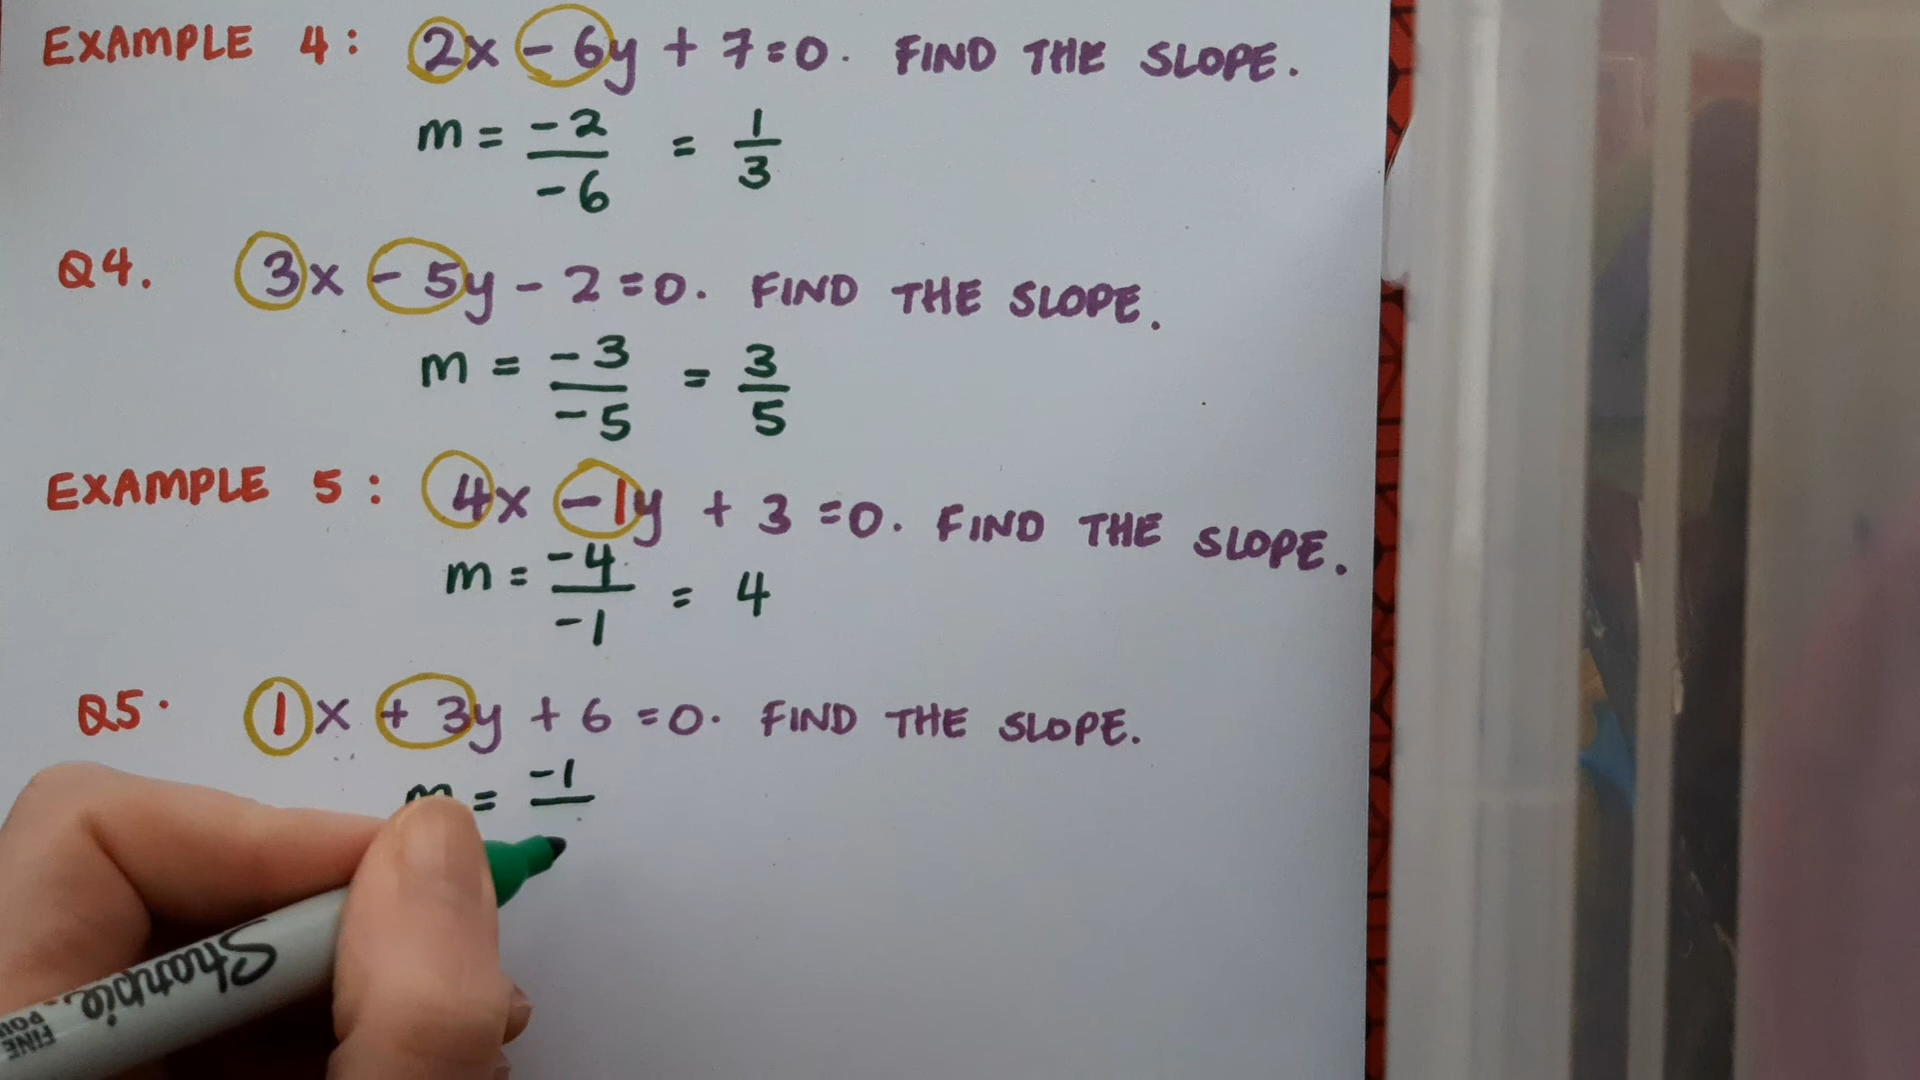 EXAMPLE 4: 2x - 6y + 7 = 0. FIND THE SLOPE.
m = -2/-6 = 1/3
Q4. 3x - 5y - 2 = 0. FIND THE SLOPE.
m = -3/-5 = 3/5
EXAMPLE 5: 4x - 1y + 3 = 0. FIND THE SLOPE.
m = -4/-1 = 4
Q5. 1x + 3y + 6 = 0. FIND THE SLOPE.
m = -1/
Sharpie
FINE